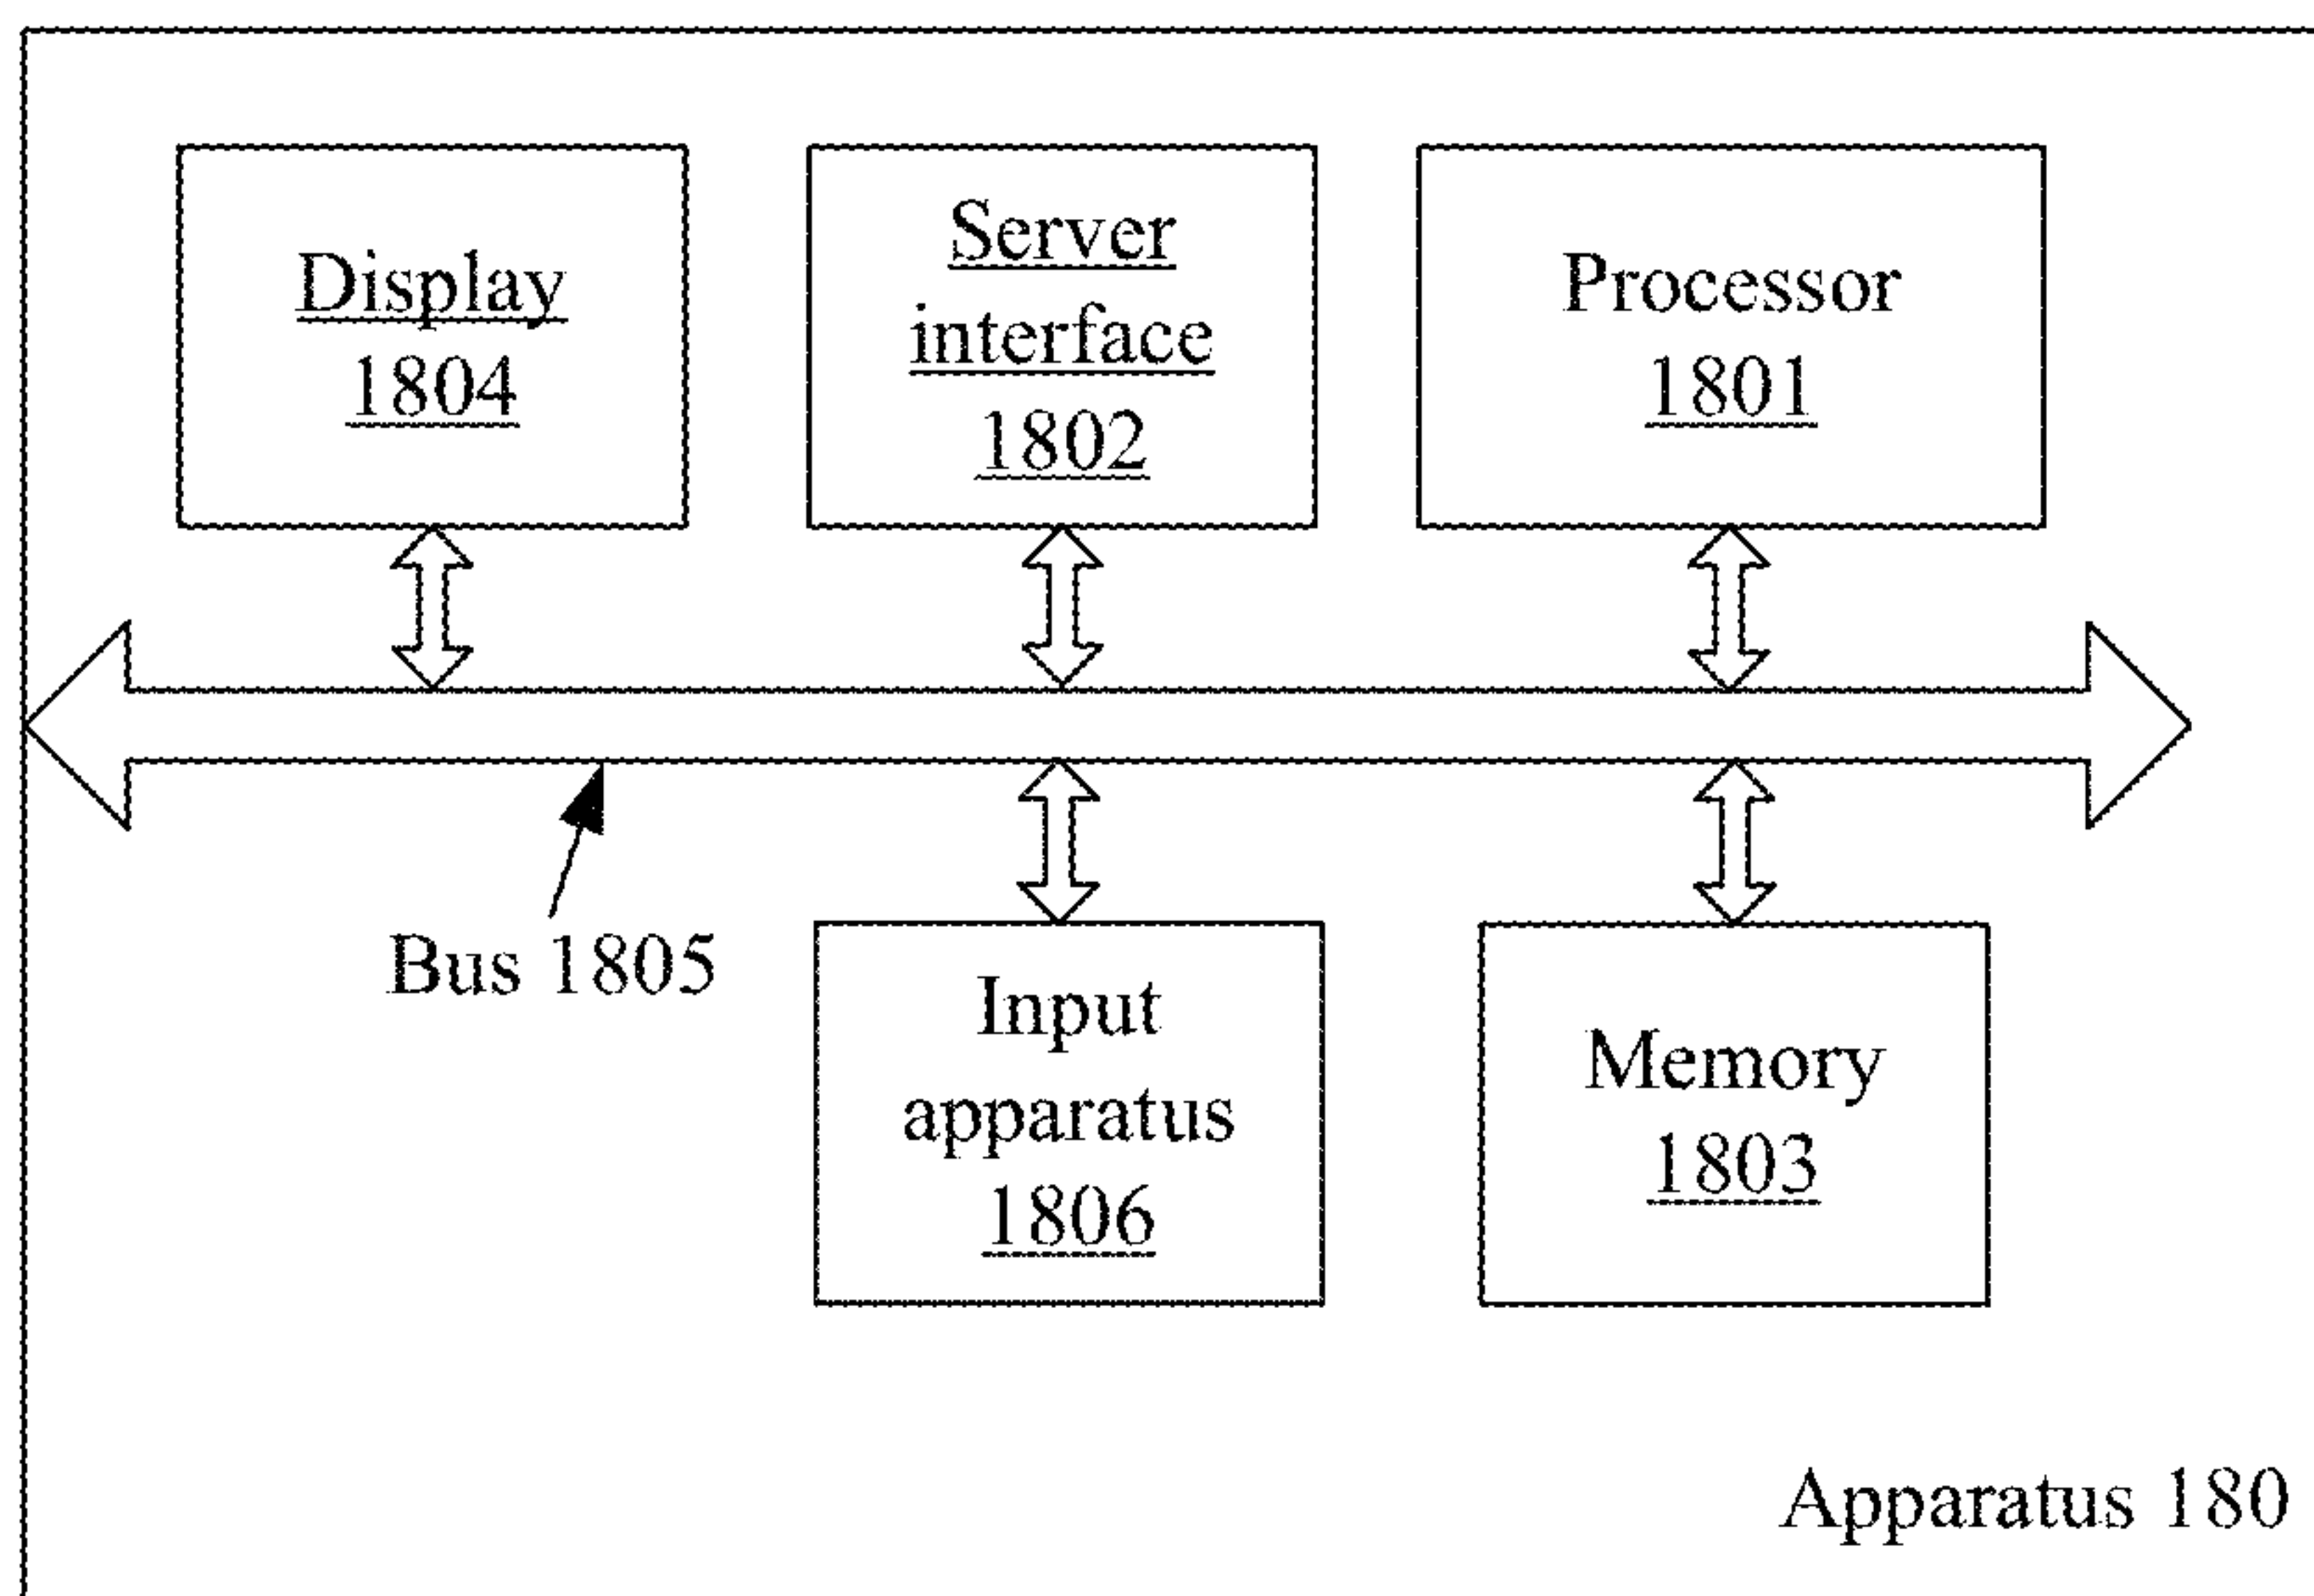 Display
1804
Server
interface
1802
Processor
1801
Bus 1805
Input
apparatus
1806
Memory
1803
Apparatus 180